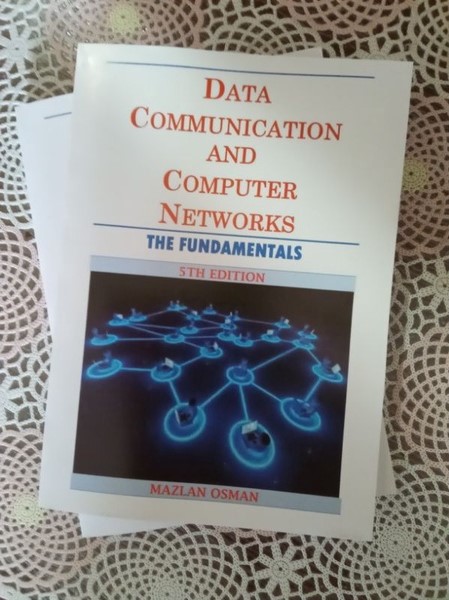 DATA
COMMUNICATION
AND
COMPUTER
NETWORKS
THE FUNDAMENTALS
5TH EDITION
MAZLAN OSMAN